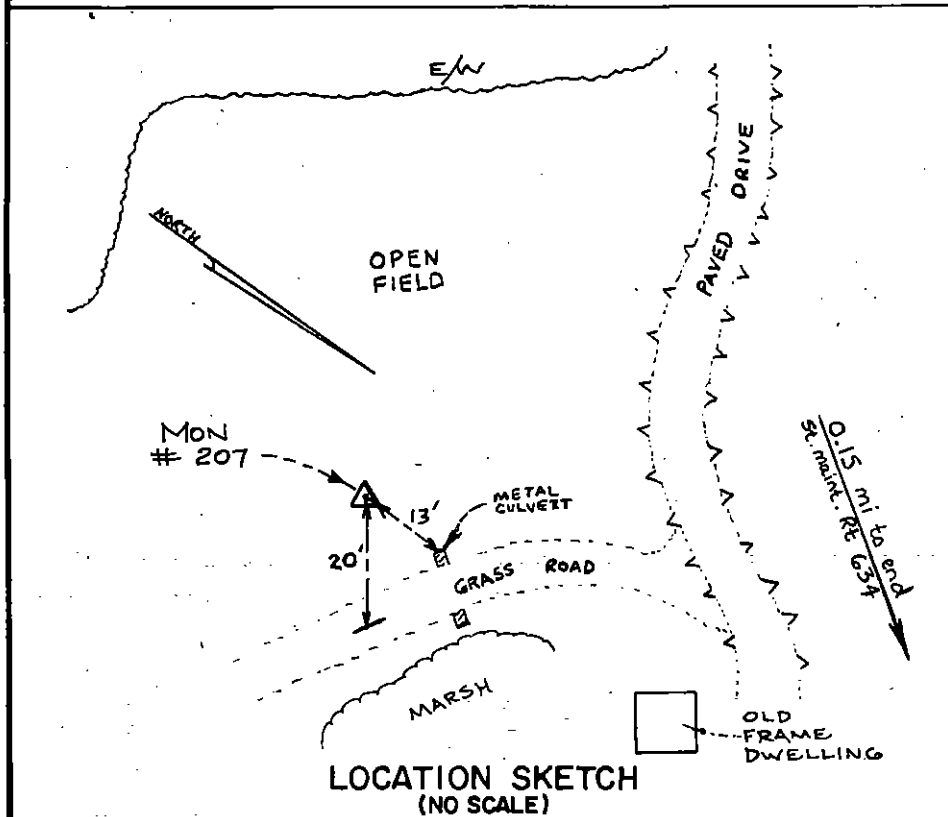 E/W
PAVED DRIVE
NORTH
OPEN
FIELD
MON
# 207
13'
METAL
CULVERT
20'
GRASS ROAD
0.15 mi to end
St. maint. Rt 634
MARSH
OLD
FRAME
DWELLING
LOCATION SKETCH
(NO SCALE)